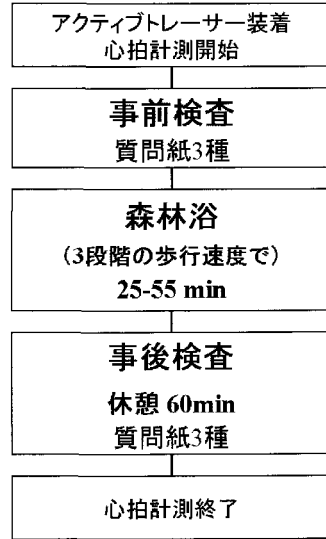 アクティブトレーサー装着
心拍計測開始
事前検査
質問紙3種
森林浴
(3段階の歩行速度で)
25-55 min
事後検査
休憩 60min
質問紙3種
心拍計測終了